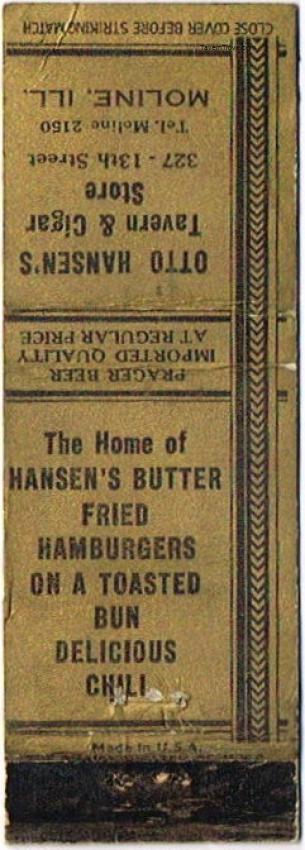 CLOSE COVER BEFORE STRIKING MATCH
OTTO HANSEN'S
Tavern & Cigar
Store
327 - 13th Street
Tel. Moline 2150
MOLINE, ILL.
PRAGER BEER
IMPORTED QUALITY
AT REGULAR PRICE
The Home of
HANSEN'S BUTTER
FRIED
HAMBURGERS
ON A TOASTED
BUN
DELICIOUS
CHILI
Made in U.S.A.